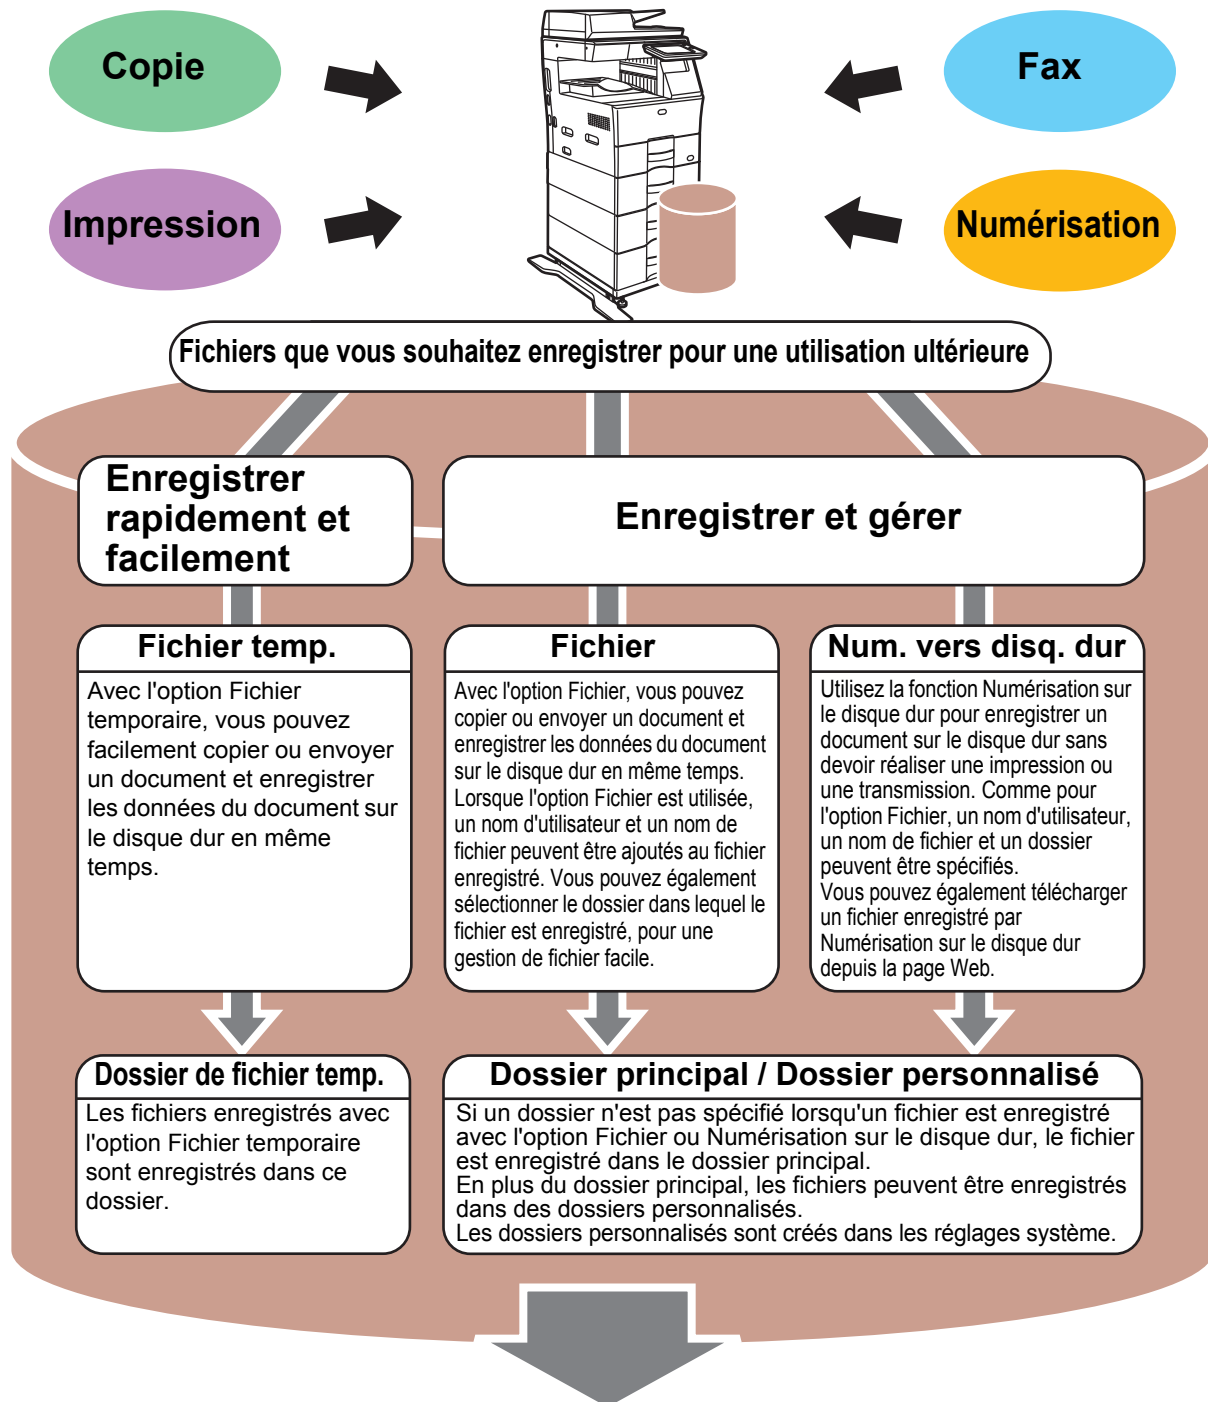 Copie
Fax
Impression
Numérisation
Fichiers que vous souhaitez enregistrer pour une utilisation ultérieure
Enregistrer
rapidement et
facilement
Enregistrer et gérer
Fichier temp.
Avec l'option Fichier
temporaire, vous pouvez
facilement copier ou envoyer
un document et enregistrer
les données du document sur
le disque dur en même
temps.
Fichier
Avec l'option Fichier, vous pouvez
copier ou envoyer un document et
enregistrer les données du document
sur le disque dur en même temps.
Lorsque l'option Fichier est utilisée,
un nom d'utilisateur et un nom de
fichier peuvent être ajoutés au fichier
enregistré. Vous pouvez également
sélectionner le dossier dans lequel le
fichier est enregistré, pour une
gestion de fichier facile.
Num. vers disq. dur
Utilisez la fonction Numérisation sur
le disque dur pour enregistrer un
document sur le disque dur sans
devoir réaliser une impression ou
une transmission. Comme pour
l'option Fichier, un nom d'utilisateur,
un nom de fichier et un dossier
peuvent être spécifiés.
Vous pouvez également télécharger
un fichier enregistré par
Numérisation sur le disque dur
depuis la page Web.
Dossier de fichier temp.
Les fichiers enregistrés avec
l'option Fichier temporaire
sont enregistrés dans ce
dossier.
Dossier principal / Dossier personnalisé
Si un dossier n'est pas spécifié lorsqu'un fichier est enregistré
avec l'option Fichier ou Numérisation sur le disque dur, le fichier
est enregistré dans le dossier principal.
En plus du dossier principal, les fichiers peuvent être enregistrés
dans des dossiers personnalisés.
Les dossiers personnalisés sont créés dans les réglages système.